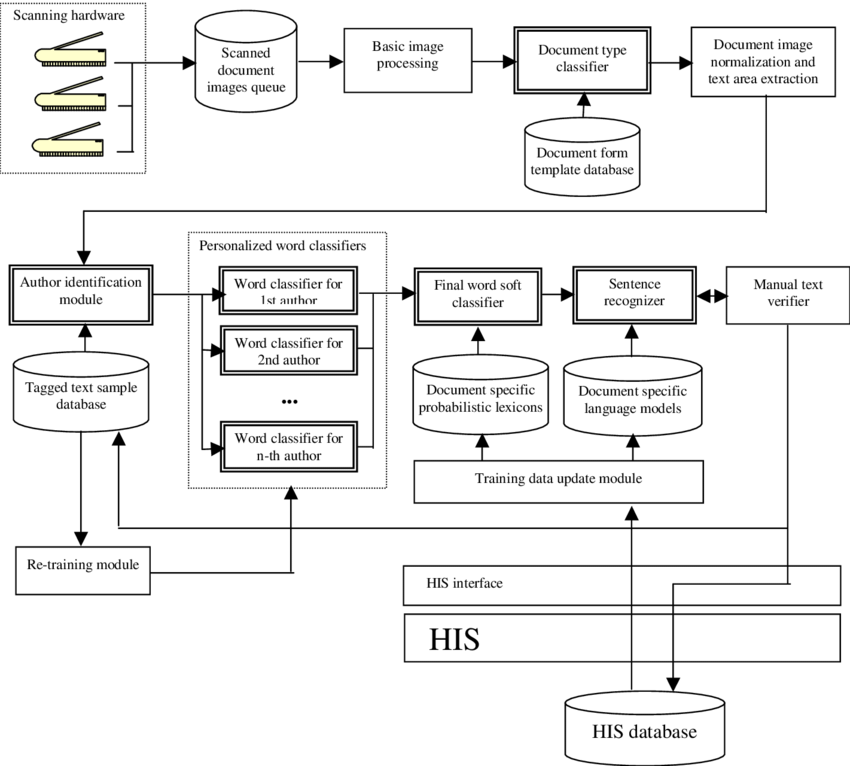 Scanning hardware
Scanned
document
images queue
Basic image
processing
Document type
classifier
Document image
normalization and
text area extraction
Document form
template database
Personalized word classifiers
Author identification
module
Word classifier for
1st author
Word classifier for
2nd author
...
Word classifier for
n-th author
Final word soft
classifier
Sentence
recognizer
Manual text
verifier
Tagged text sample
database
Document specific
probabilistic lexicons
Document specific
language models
Training data update module
Re-training module
HIS interface
HIS
HIS database